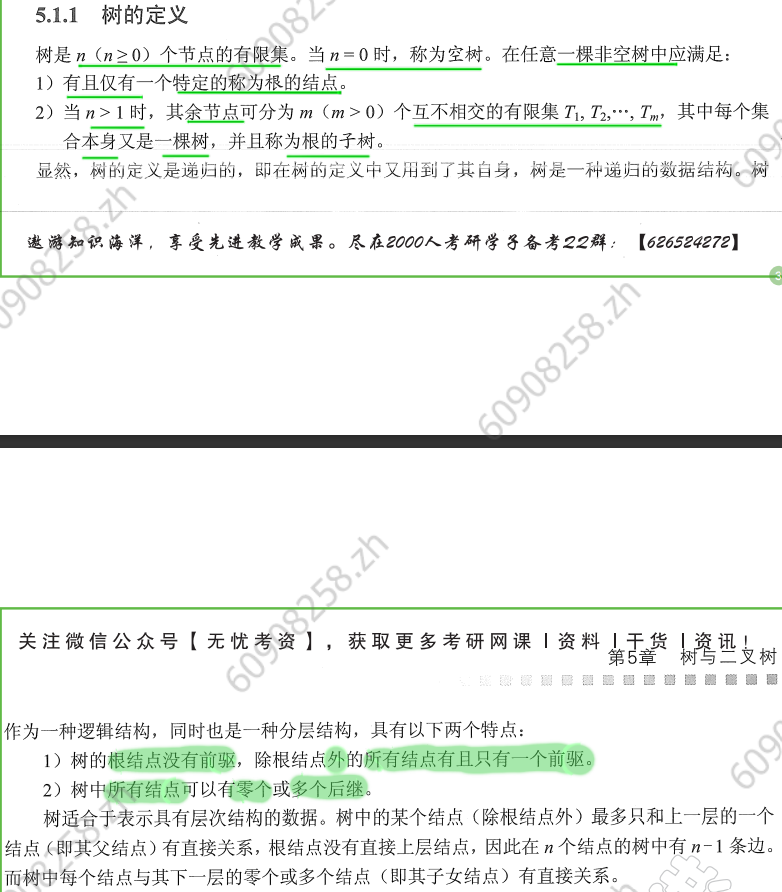 5.1.1 树的定义
树是 n（n ≥ 0）个节点的有限集。当 n = 0 时，称为空树。在任意一棵非空树中应满足：
1）有且仅有一个特定的称为根的结点。
2）当 n > 1 时，其余节点可分为 m（m > 0）个互不相交的有限集 T1, T2,…, Tm，其中每个集
合本身又是一棵树，并且称为根的子树。
显然，树的定义是递归的，即在树的定义中又用到了其自身，树是一种递归的数据结构。树
遨游知识海洋，享受先进教学成果。尽在2000人考研学子备考QQ群：【626524272】
60908258.zh
60908258.zh
60908258.zh
关注微信公众号【无忧考资】，获取更多考研网课丨资料丨干货丨资讯！
第5章 树与二叉树
作为一种逻辑结构，同时也是一种分层结构，具有以下两个特点：
1）树的根结点没有前驱，除根结点外的所有结点有且只有一个前驱。
2）树中所有结点可以有零个或多个后继。
树适合于表示具有层次结构的数据。树中的某个结点（除根结点外）最多只和上一层的一个
结点（即其父结点）有直接关系，根结点没有直接上层结点，因此在 n 个结点的树中有 n−1 条边。
而树中每个结点与其下一层的零个或多个结点（即其子女结点）有直接关系。